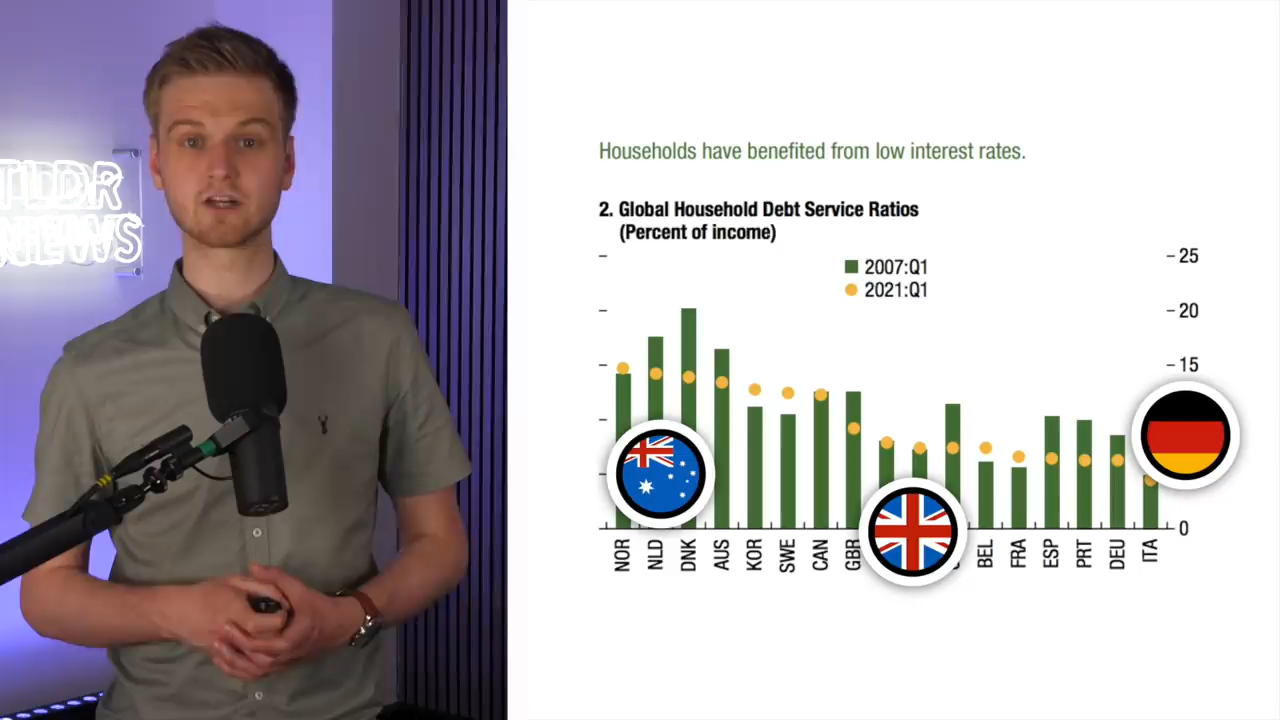 TLDR
NEWS
Households have benefited from low interest rates.
2. Global Household Debt Service Ratios
(Percent of income)
2007:Q1
2021:Q1
25
20
15
0
NOR
NLD
DNK
AUS
KOR
SWE
CAN
GBR
BEL
FRA
ESP
PRT
DEU
ITA